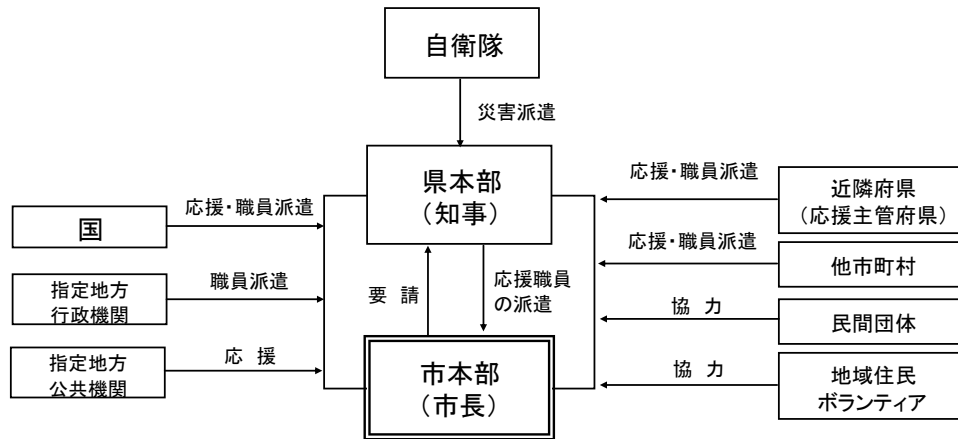 自衛隊
災害派遣
県本部
（知事）
応援・職員派遣
国
職員派遣
指定地方
行政機関
応　援
指定地方
公共機関
要　請
応援職員
の派遣
市本部
（市長）
応援・職員派遣
近隣府県
（応援主管府県）
応援・職員派遣
他市町村
協　力
民間団体
協　力
地域住民
ボランティア